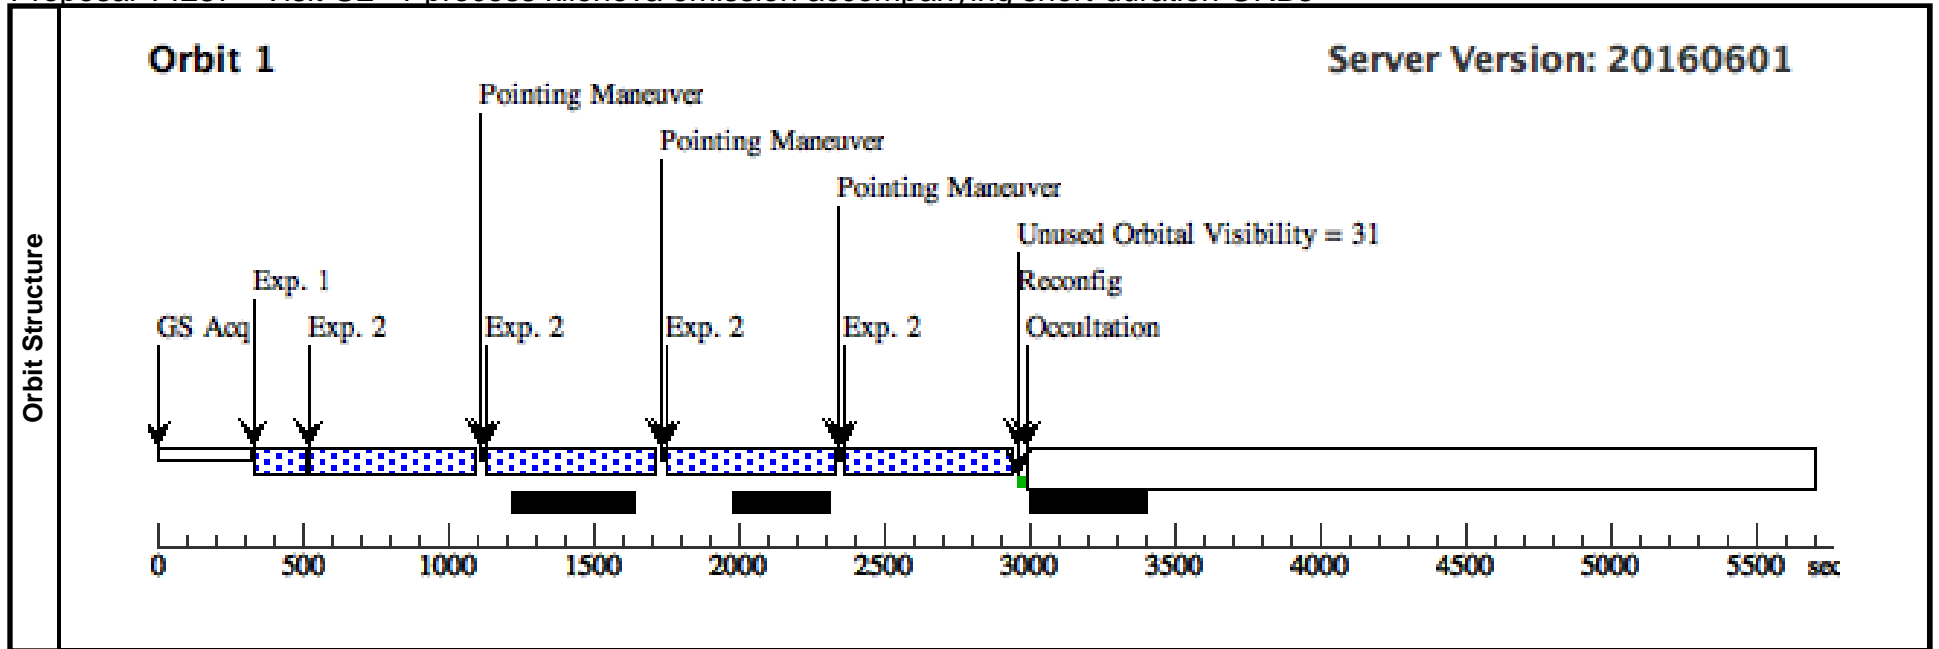 Orbit 1
Server Version: 20160601
Pointing Maneuver
Pointing Maneuver
Pointing Maneuver
Unused Orbital Visibility = 31
Exp. 1
Reconfig
GS Acq
Exp. 2
Exp. 2
Exp. 2
Exp. 2
Occultation
Orbit Structure
0 500 1000 1500 2000 2500 3000 3500 4000 4500 5000 5500 sec